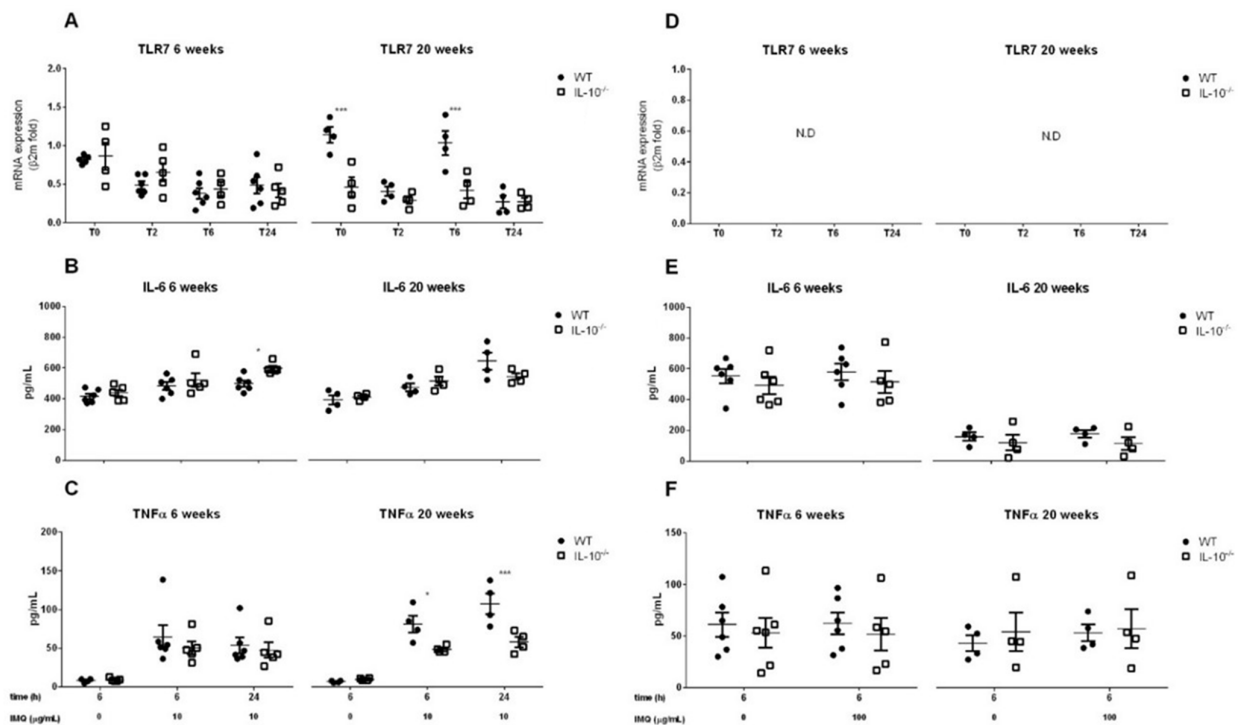 A
TLR7 6 weeks
TLR7 20 weeks
WT
IL-10-/-
mRNA expression
(β2m fold)
2.0
1.5
1.0
0.5
0.0
***
***
T0 T2 T6 T24
T0 T2 T6 T24
D
TLR7 6 weeks
TLR7 20 weeks
WT
IL-10-/-
mRNA expression
(β2m fold)
1.0
0.8
0.6
0.4
0.2
0.0
N.D
N.D
T0 T2 T6 T24
T0 T2 T6 T24
B
IL-6 6 weeks
IL-6 20 weeks
WT
IL-10-/-
pg/mL
1000
800
600
400
200
0
*
E
IL-6 6 weeks
IL-6 20 weeks
WT
IL-10-/-
pg/mL
1000
800
600
400
200
0
C
TNFα 6 weeks
TNFα 20 weeks
WT
IL-10-/-
pg/mL
200
150
100
50
0
*
***
time (h) 6 6 24 6 6 24
IMQ (µg/mL) 0 10 10 0 10 10
F
TNFα 6 weeks
TNFα 20 weeks
WT
IL-10-/-
pg/mL
150
100
50
0
time (h) 6 6 6 6
IMQ (µg/mL) 0 100 0 100